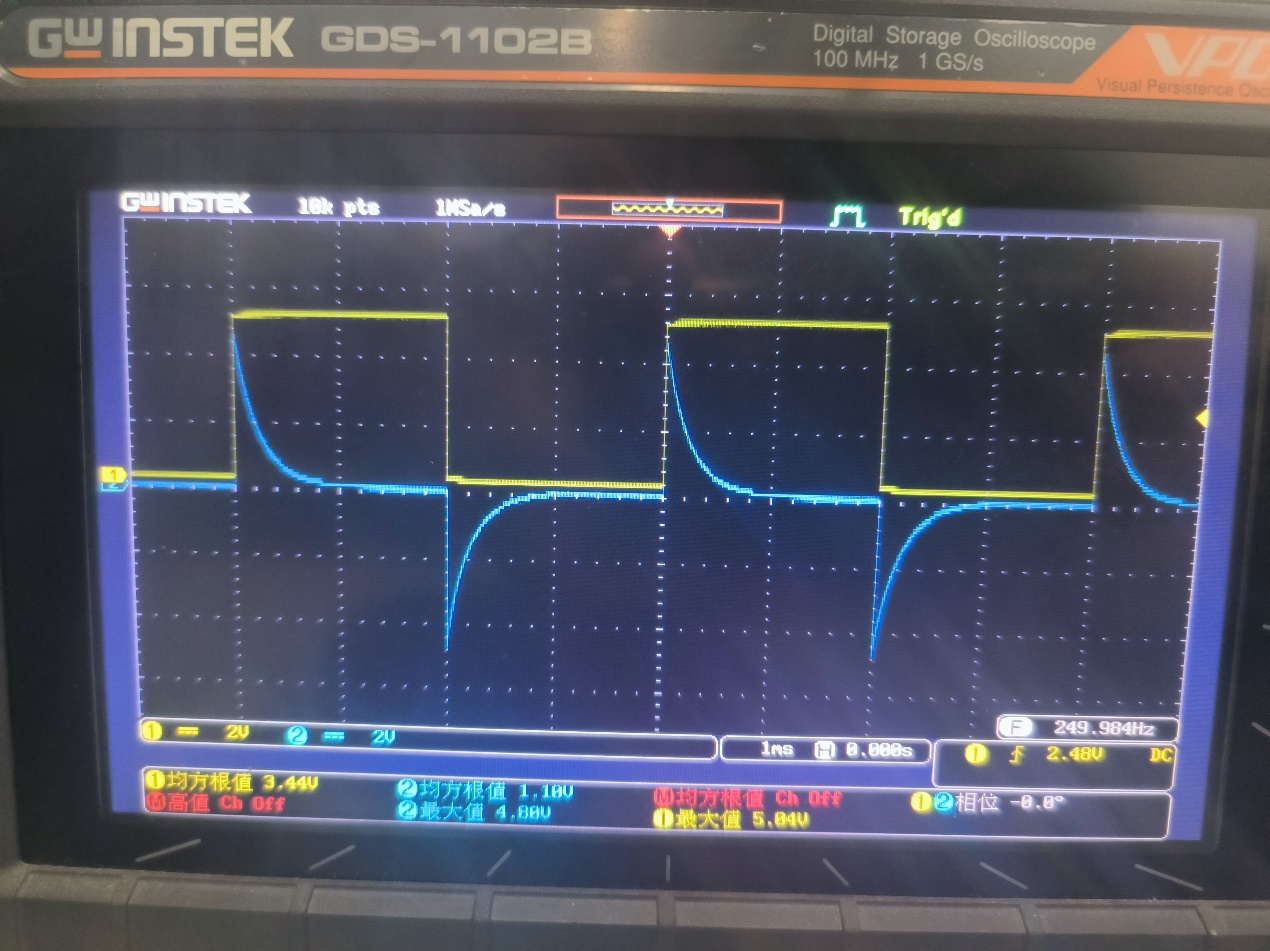 GW INSTEK GDS-1102B Digital Storage Oscilloscope
100 MHz 1 GS/s
Visual Persistence
GW INSTEK 10k pts 1MSa/s Trig'd
1
2
F 249.984Hz
1 2V 2 2V 1ms H 0.000s 1 2.48V DC
1均方根值 3.44V 2均方根值 1.10V M均方根值 Ch Off 12相位 -0.0°
M高值 Ch Off 2最大值 4.80V 1最大值 5.04V